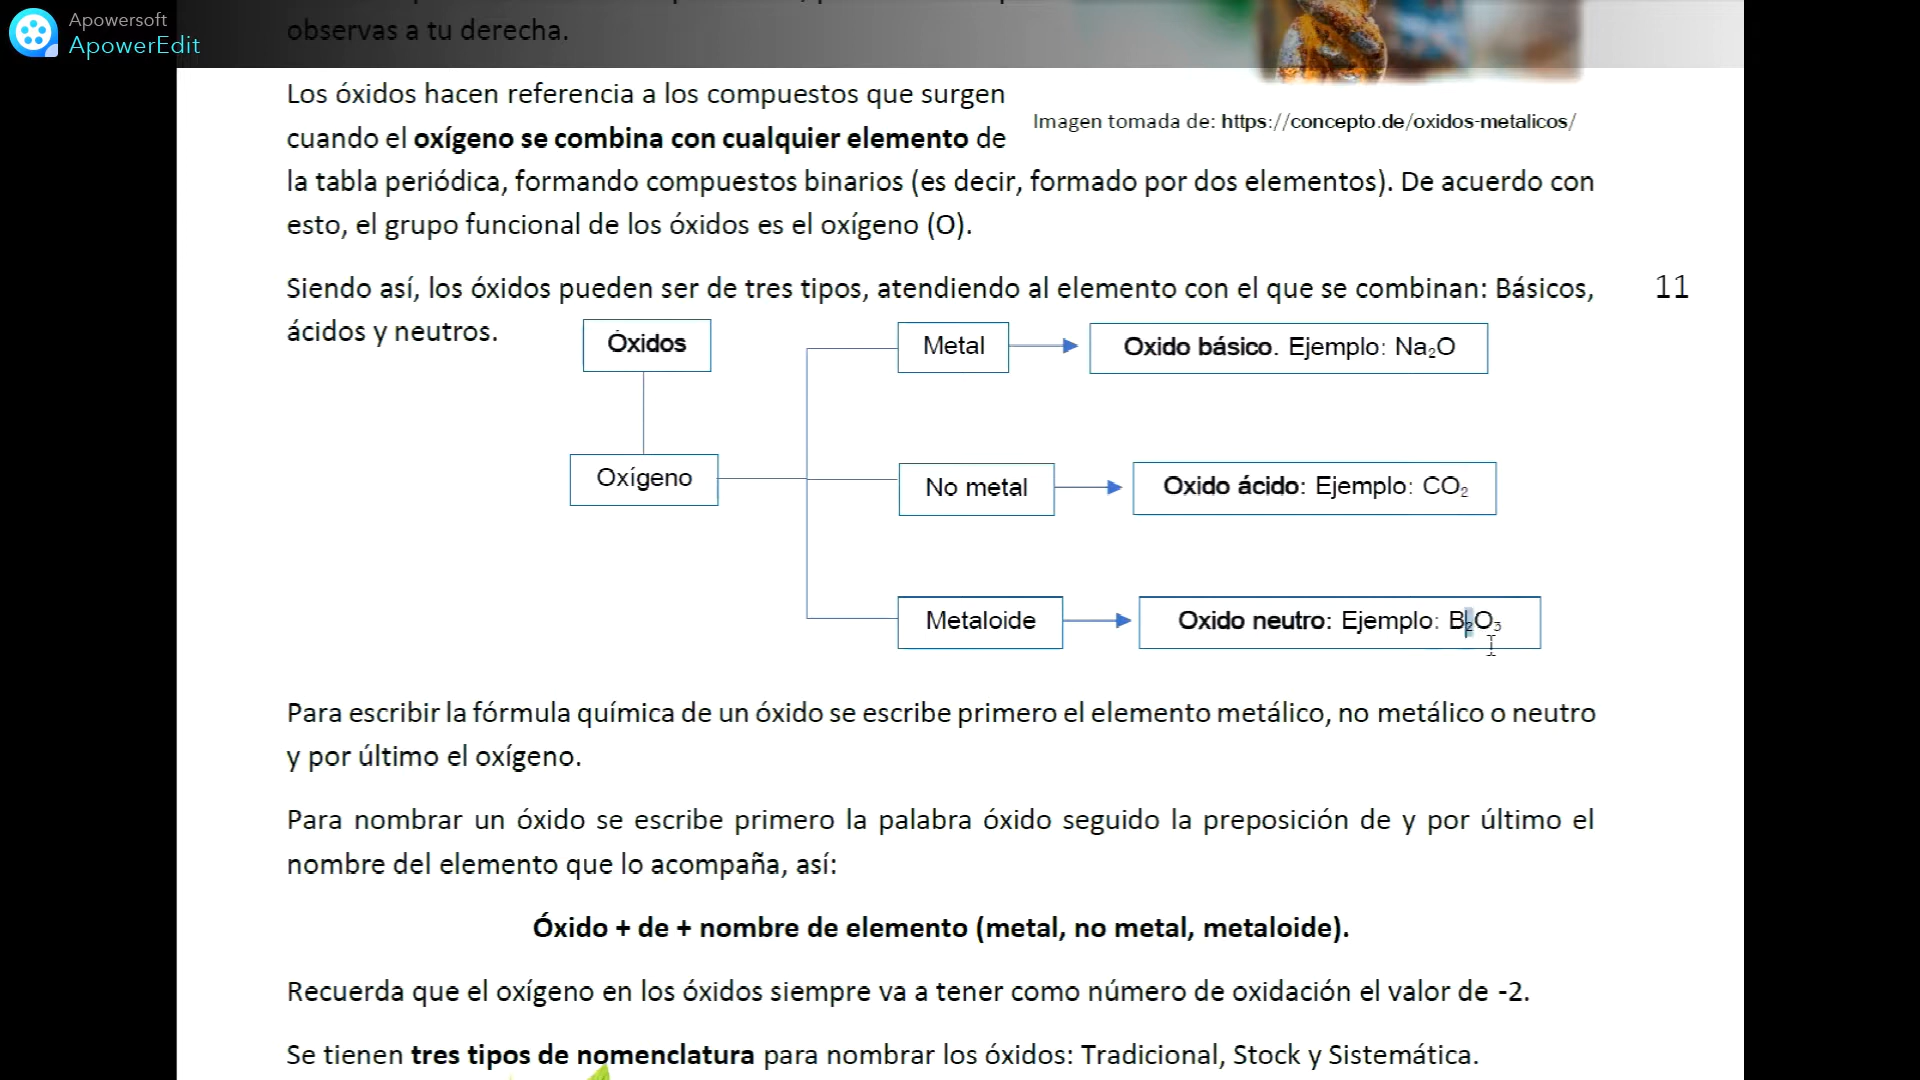 Apowersoft
ApowerEdit
observas a tu derecha.
Los óxidos hacen referencia a los compuestos que surgen
cuando el oxígeno se combina con cualquier elemento de
Imagen tomada de: https://concepto.de/oxidos-metalicos/
la tabla periódica, formando compuestos binarios (es decir, formado por dos elementos). De acuerdo con
esto, el grupo funcional de los óxidos es el oxígeno (O).
Siendo así, los óxidos pueden ser de tres tipos, atendiendo al elemento con el que se combinan: Básicos,
11
ácidos y neutros.
Óxidos
Metal
Oxido básico. Ejemplo: Na₂O
Oxígeno
No metal
Oxido ácido: Ejemplo: CO₂
Metaloide
Oxido neutro: Ejemplo: B₂O₃
Para escribir la fórmula química de un óxido se escribe primero el elemento metálico, no metálico o neutro
y por último el oxígeno.
Para nombrar un óxido se escribe primero la palabra óxido seguido la preposición de y por último el
nombre del elemento que lo acompaña, así:
Óxido + de + nombre de elemento (metal, no metal, metaloide).
Recuerda que el oxígeno en los óxidos siempre va a tener como número de oxidación el valor de -2.
Se tienen tres tipos de nomenclatura para nombrar los óxidos: Tradicional, Stock y Sistemática.